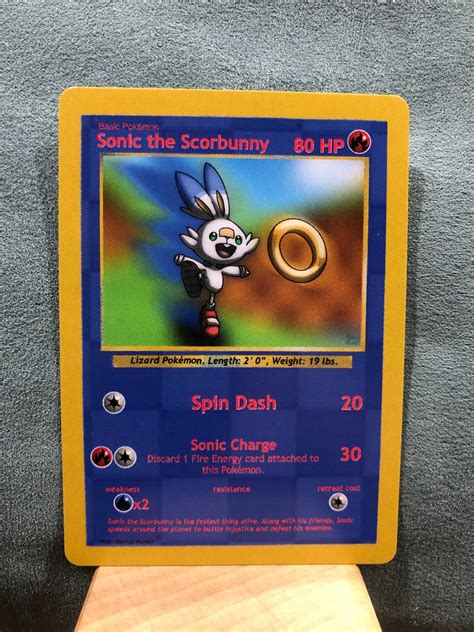 Basic Pokémon
Sonic the Scorbunny 80 HP
Lizard Pokémon. Length: 2' 0", Weight: 19 lbs.
Spin Dash 20
Sonic Charge 30
Discard 1 Fire Energy card attached to
this Pokémon.
weakness resistance retreat cost
x2
Sonic the Scorbunny is the fastest thing alive. Along with his friends, Sonic
speeds around the planet to battle injustice and defeat his enemies.